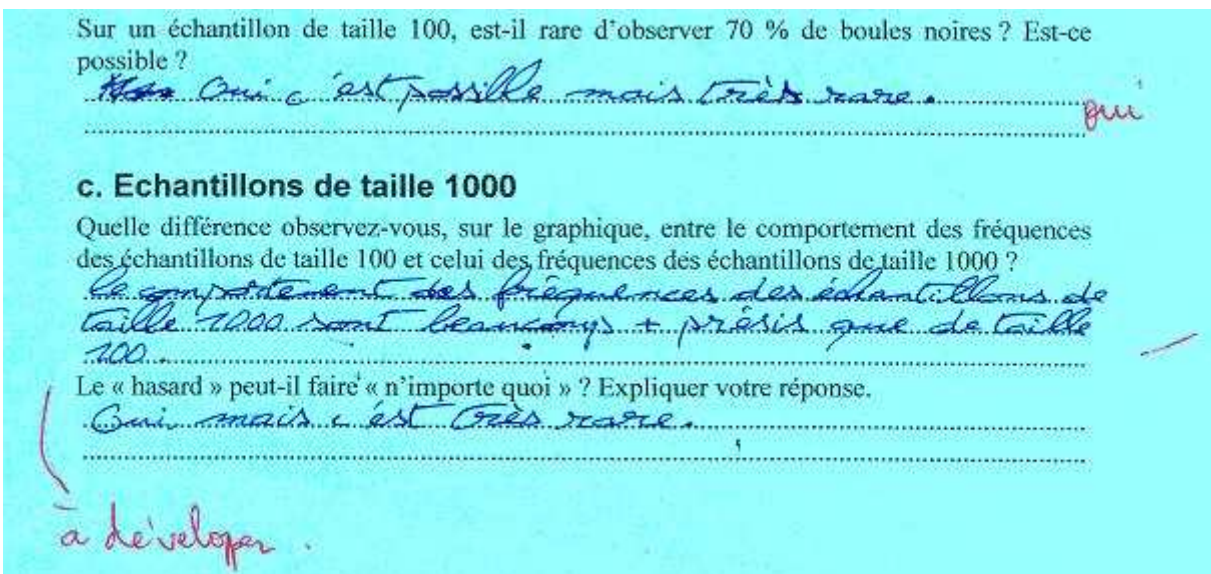 Sur un échantillon de taille 100, est-il rare d'observer 70 % de boules noires ? Est-ce
possible ?
Oui c'est possille mais très rare.
oui
c. Echantillons de taille 1000
Quelle différence observez-vous, sur le graphique, entre le comportement des fréquences
des échantillons de taille 100 et celui des fréquences des échantillons de taille 1000 ?
le comportement des fréquences des échantillons de
taille 1000 sont beaucoups + présis que de taille
100.
Le « hasard » peut-il faire « n'importe quoi » ? Expliquer votre réponse.
Oui mais c'est très rare.
à déveloper.